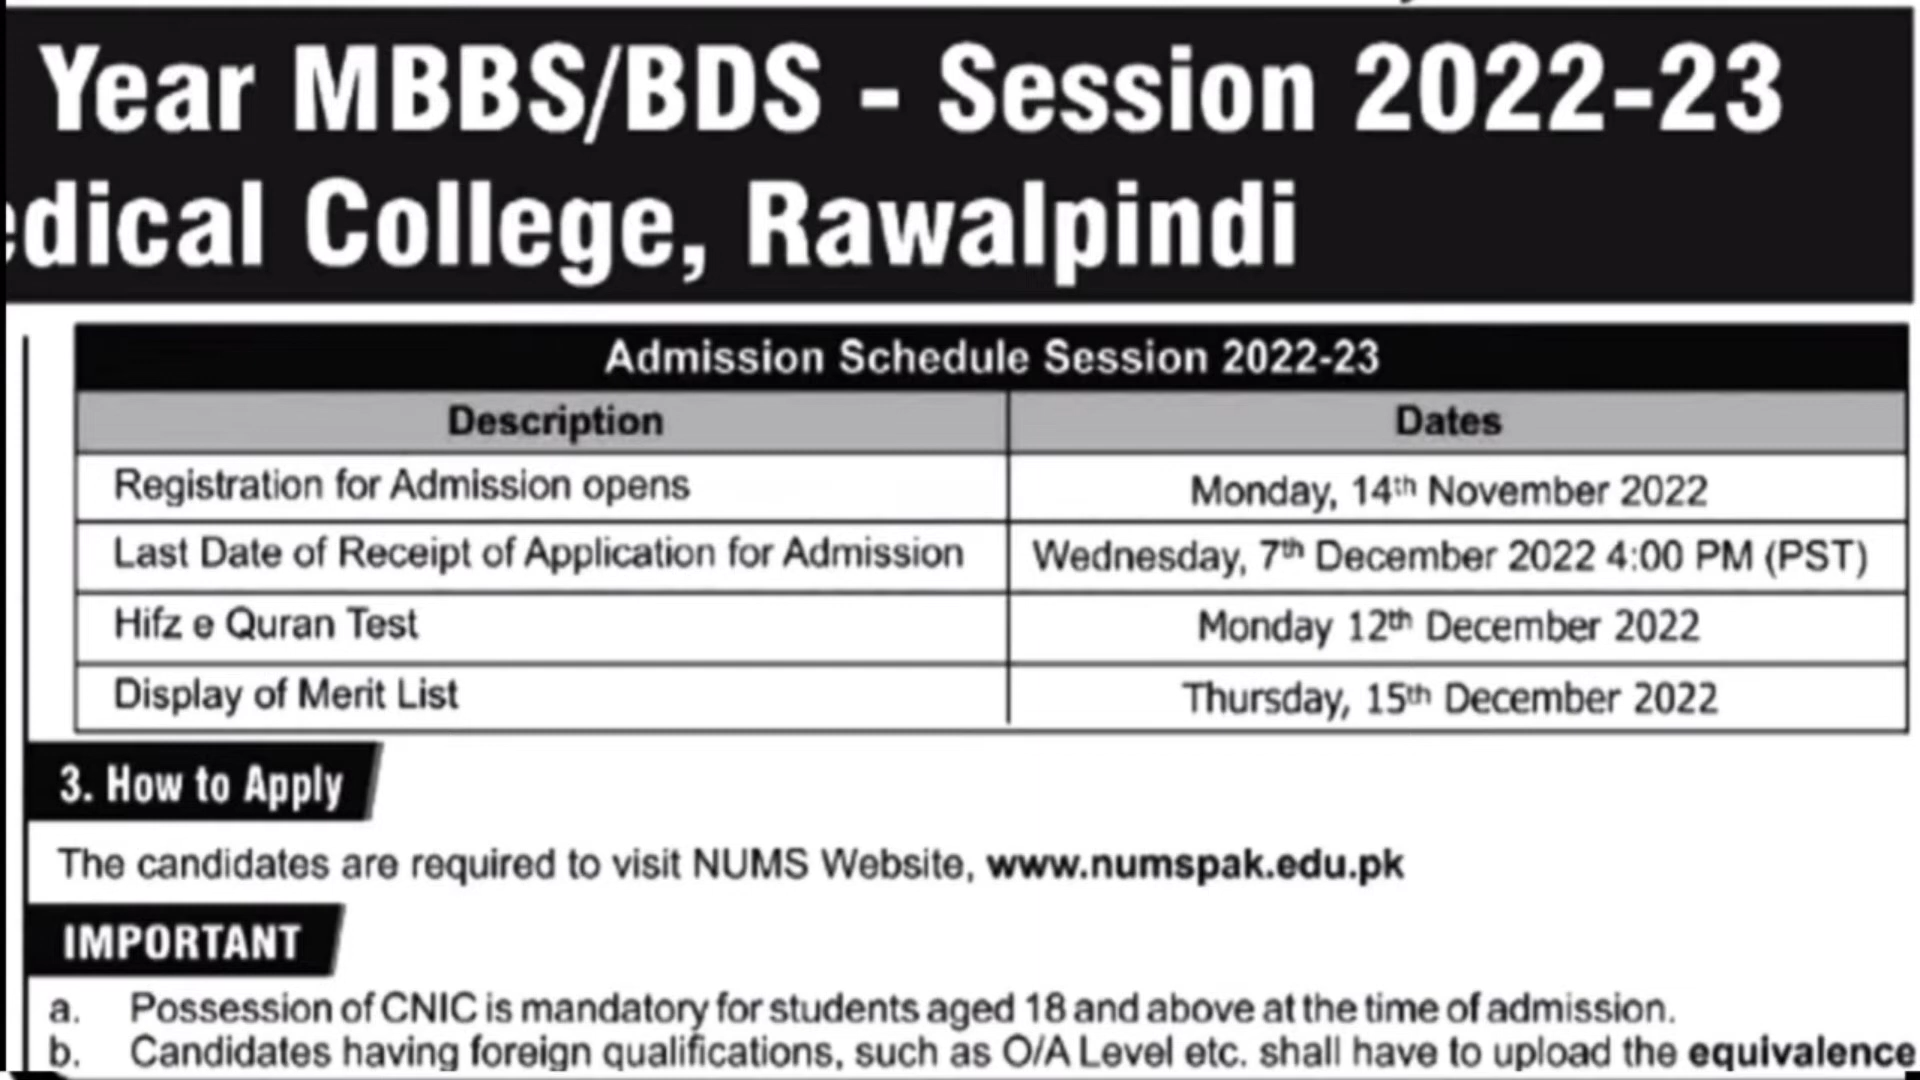 Year MBBS/BDS - Session 2022-23
edical College, Rawalpindi
Admission Schedule Session 2022-23
Description Dates
Registration for Admission opens Monday, 14th November 2022
Last Date of Receipt of Application for Admission Wednesday, 7th December 2022 4:00 PM (PST)
Hifz e Quran Test Monday 12th December 2022
Display of Merit List Thursday, 15th December 2022
3. How to Apply
The candidates are required to visit NUMS Website, www.numspak.edu.pk
IMPORTANT
a. Possession of CNIC is mandatory for students aged 18 and above at the time of admission.
b. Candidates having foreign qualifications, such as O/A Level etc. shall have to upload the equivalence